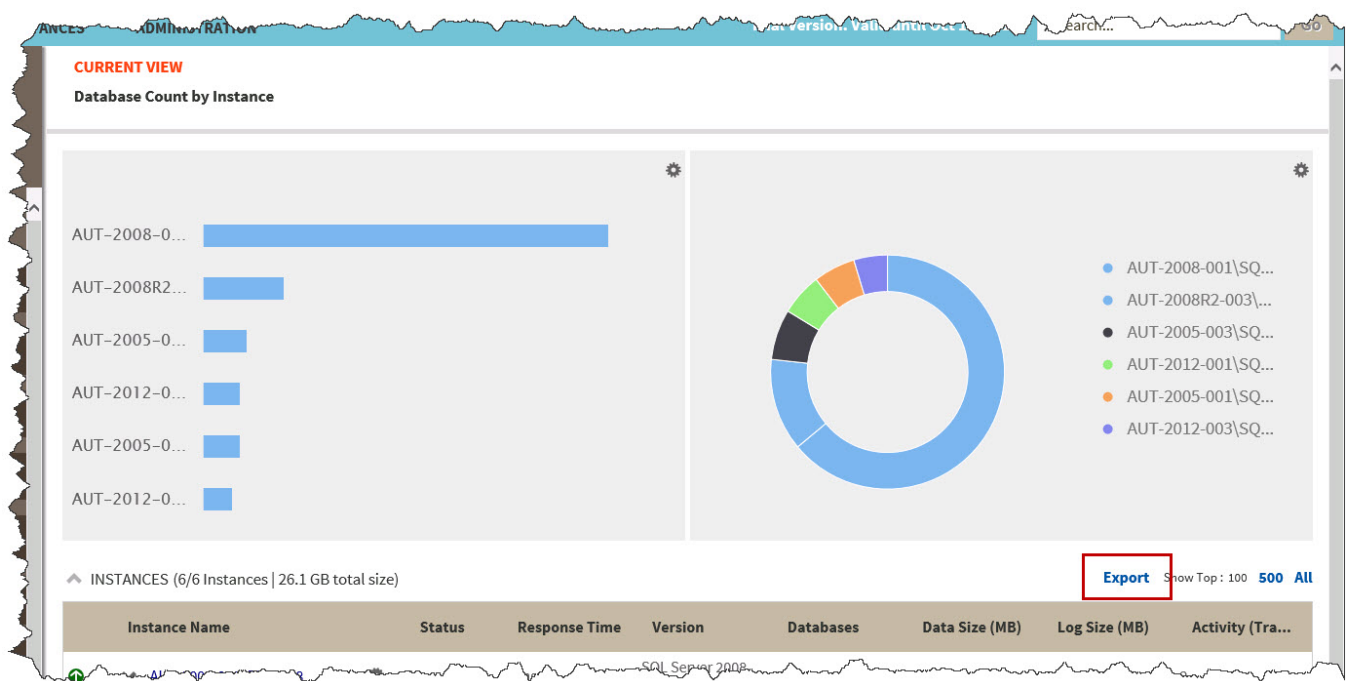 CURRENT VIEW
Database Count by Instance
AUT-2008-0...
AUT-2008R2...
AUT-2005-0...
AUT-2012-0...
AUT-2005-0...
AUT-2012-0...
AUT-2008-001\SQ...
AUT-2008R2-003\...
AUT-2005-003\SQ...
AUT-2012-001\SQ...
AUT-2005-001\SQ...
AUT-2012-003\SQ...
INSTANCES (6/6 Instances | 26.1 GB total size) Export Show Top : 100 500 All
Instance Name Status Response Time Version Databases Data Size (MB) Log Size (MB) Activity (Tra...
SQL Server 2008